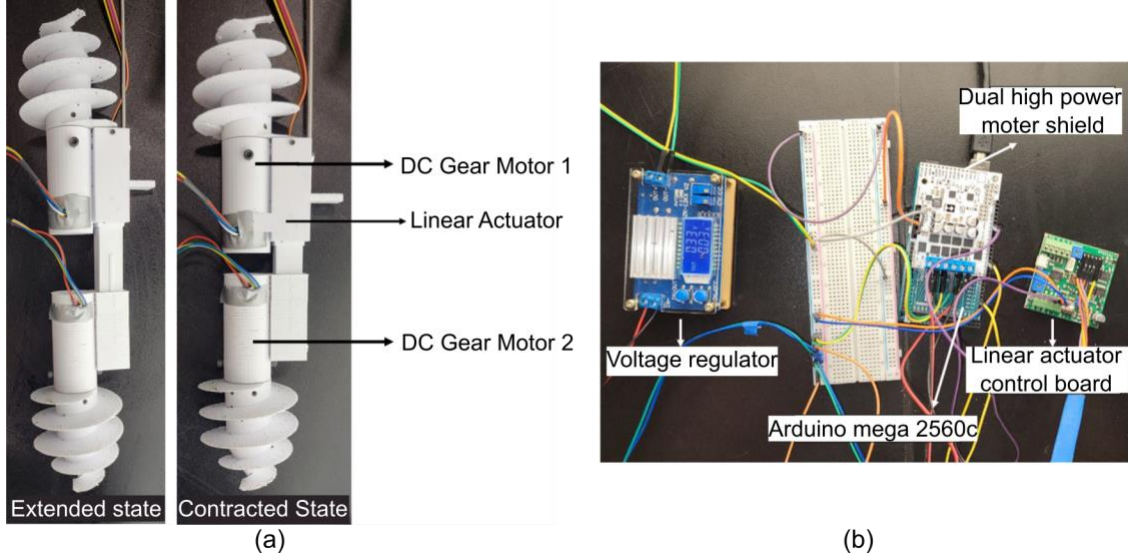 (a)
DC Gear Motor 1
Linear Actuator
DC Gear Motor 2
Extended state
Contracted State
Dual high power
moter shield
Voltage regulator
Linear actuator
control board
Arduino mega 2560c
(b)